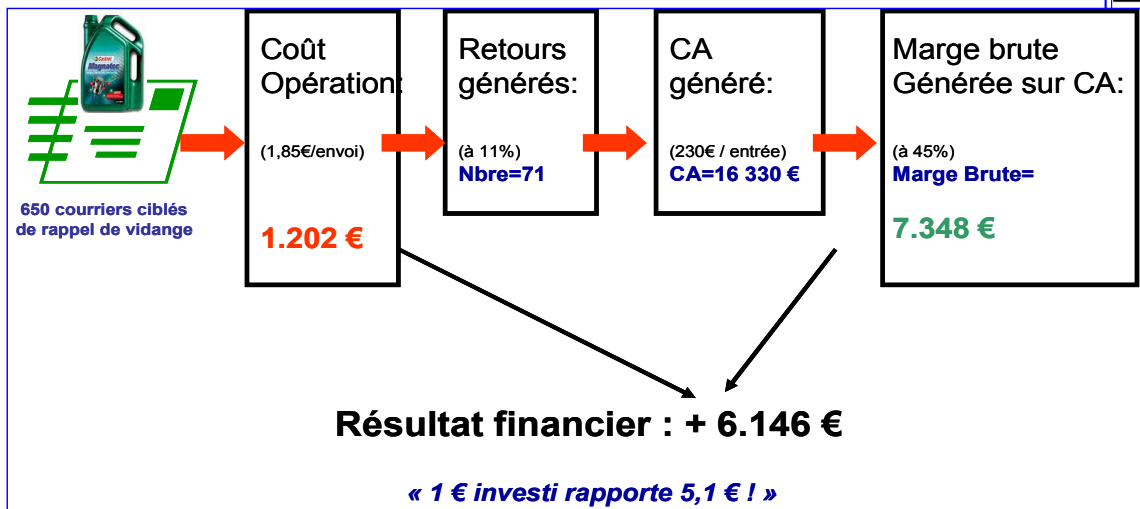 Castrol
Magnatec
650 courriers ciblés
de rappel de vidange
Coût
Opération:
(1,85€/envoi)
1.202 €
Retours
générés:
(à 11%)
Nbre=71
CA
généré:
(230€ / entrée)
CA=16 330 €
Marge brute
Générée sur CA:
(à 45%)
Marge Brute=
7.348 €
Résultat financier : + 6.146 €
« 1 € investi rapporte 5,1 € ! »